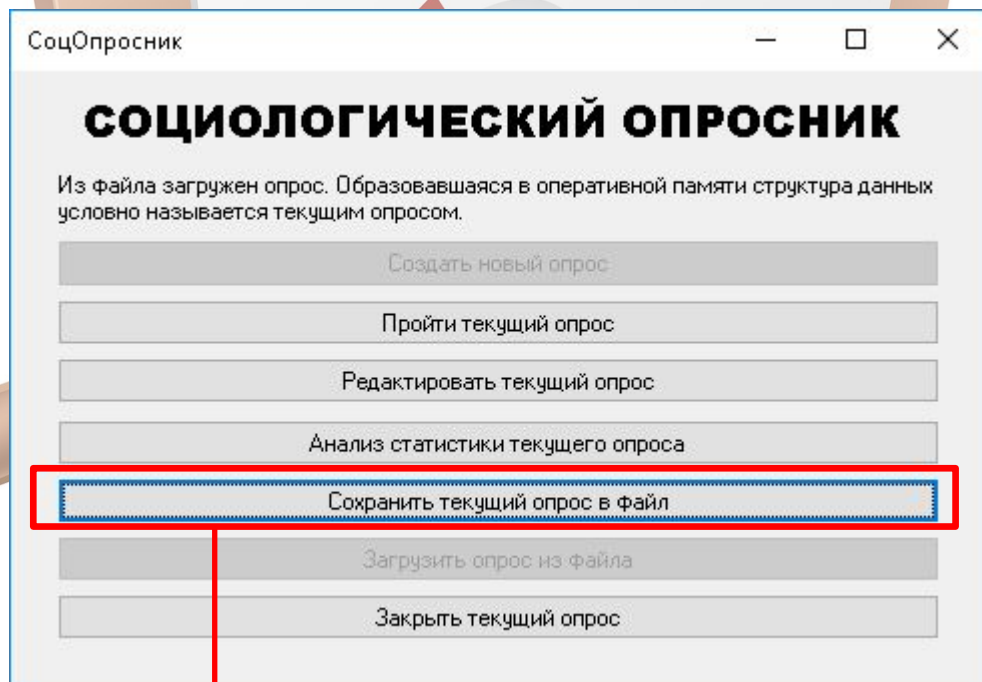 СоцОпросник
СОЦИОЛОГИЧЕСКИЙ ОПРОСНИК
Из файла загружен опрос. Образовавшаяся в оперативной памяти структура данных
условно называется текущим опросом.
Создать новый опрос
Пройти текущий опрос
Редактировать текущий опрос
Анализ статистики текущего опроса
Сохранить текущий опрос в файл
Загрузить опрос из файла
Закрыть текущий опрос